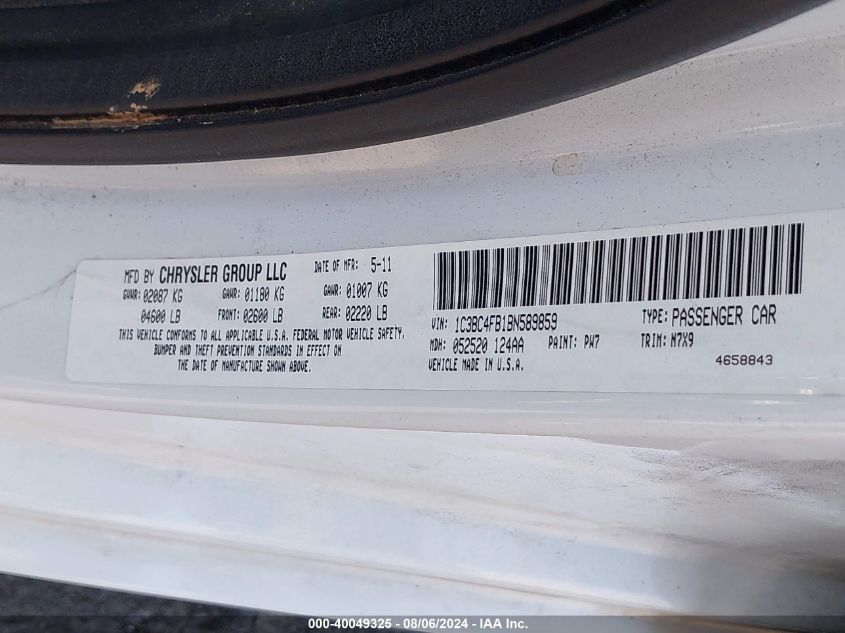 MFD BY CHRYSLER GROUP LLC DATE OF MFR: 5-11
GVWR: 02087 KG GAWR: 01180 KG GAWR: 01007 KG
04600 LB FRONT: 02600 LB REAR: 02220 LB
THIS VEHICLE CONFORMS TO ALL APPLICABLE U.S.A. FEDERAL MOTOR VEHICLE SAFETY,
BUMPER AND THEFT PREVENTION STANDARDS IN EFFECT ON
THE DATE OF MANUFACTURE SHOWN ABOVE.
VIN: 1C3BC4FB1BN589859 TYPE: PASSENGER CAR
MDH: 052520 124AA PAINT: PW7 TRIM: M7X9
VEHICLE MADE IN U.S.A. 4658843
000-40049325 - 08/06/2024 - IAA Inc.